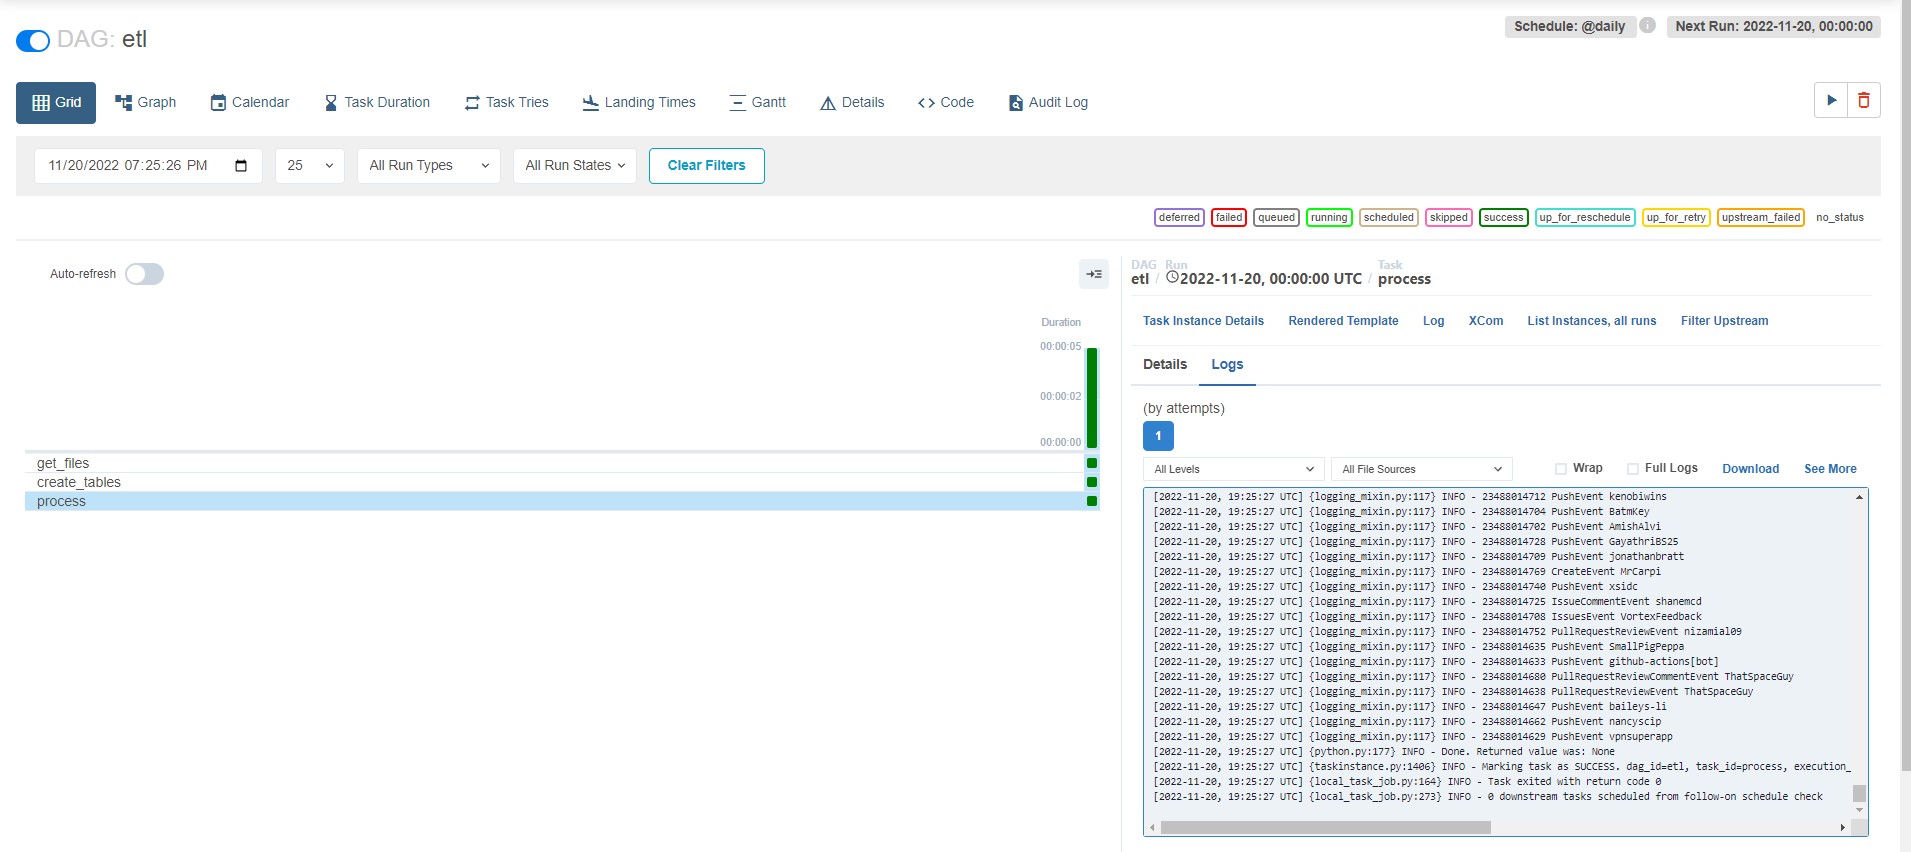 DAG: etl
Schedule: @daily
Next Run: 2022-11-20, 00:00:00
Grid
Graph
Calendar
Task Duration
Task Tries
Landing Times
Gantt
Details
Code
Audit Log
11/20/2022 07:25:26 PM
25
All Run Types
All Run States
Clear Filters
deferred
failed
queued
running
scheduled
skipped
success
up_for_reschedule
up_for_retry
upstream_failed
no_status
Auto-refresh
Duration
00:00:05
00:00:02
00:00:00
get_files
create_tables
process
DAG Run Task
etl / 2022-11-20, 00:00:00 UTC / process
Task Instance Details
Rendered Template
Log
XCom
List Instances, all runs
Filter Upstream
Details
Logs
(by attempts)
1
All Levels
All File Sources
Wrap
Full Logs
Download
See More
[2022-11-20, 19:25:27 UTC] {logging_mixin.py:117} INFO - 23488014712 PushEvent kenobiwins
[2022-11-20, 19:25:27 UTC] {logging_mixin.py:117} INFO - 23488014704 PushEvent BatmKey
[2022-11-20, 19:25:27 UTC] {logging_mixin.py:117} INFO - 23488014702 PushEvent AmishAlvi
[2022-11-20, 19:25:27 UTC] {logging_mixin.py:117} INFO - 23488014728 PushEvent GayathriBS25
[2022-11-20, 19:25:27 UTC] {logging_mixin.py:117} INFO - 23488014709 PushEvent jonathanbratt
[2022-11-20, 19:25:27 UTC] {logging_mixin.py:117} INFO - 23488014769 CreateEvent MrCarpi
[2022-11-20, 19:25:27 UTC] {logging_mixin.py:117} INFO - 23488014740 PushEvent xsidc
[2022-11-20, 19:25:27 UTC] {logging_mixin.py:117} INFO - 23488014725 IssueCommentEvent shanemcd
[2022-11-20, 19:25:27 UTC] {logging_mixin.py:117} INFO - 23488014708 IssuesEvent VortexFeedback
[2022-11-20, 19:25:27 UTC] {logging_mixin.py:117} INFO - 23488014752 PullRequestReviewEvent nizamial09
[2022-11-20, 19:25:27 UTC] {logging_mixin.py:117} INFO - 23488014635 PushEvent SmallPigPeppa
[2022-11-20, 19:25:27 UTC] {logging_mixin.py:117} INFO - 23488014633 PushEvent github-actions[bot]
[2022-11-20, 19:25:27 UTC] {logging_mixin.py:117} INFO - 23488014680 PullRequestReviewCommentEvent ThatSpaceGuy
[2022-11-20, 19:25:27 UTC] {logging_mixin.py:117} INFO - 23488014638 PullRequestReviewEvent ThatSpaceGuy
[2022-11-20, 19:25:27 UTC] {logging_mixin.py:117} INFO - 23488014647 PushEvent baileys-li
[2022-11-20, 19:25:27 UTC] {logging_mixin.py:117} INFO - 23488014662 PushEvent nancyscip
[2022-11-20, 19:25:27 UTC] {logging_mixin.py:117} INFO - 23488014629 PushEvent vpnsuperapp
[2022-11-20, 19:25:27 UTC] {python.py:177} INFO - Done. Returned value was: None
[2022-11-20, 19:25:27 UTC] {taskinstance.py:1406} INFO - Marking task as SUCCESS. dag_id=etl, task_id=process, execution_
[2022-11-20, 19:25:27 UTC] {local_task_job.py:164} INFO - Task exited with return code 0
[2022-11-20, 19:25:27 UTC] {local_task_job.py:273} INFO - 0 downstream tasks scheduled from follow-on schedule check